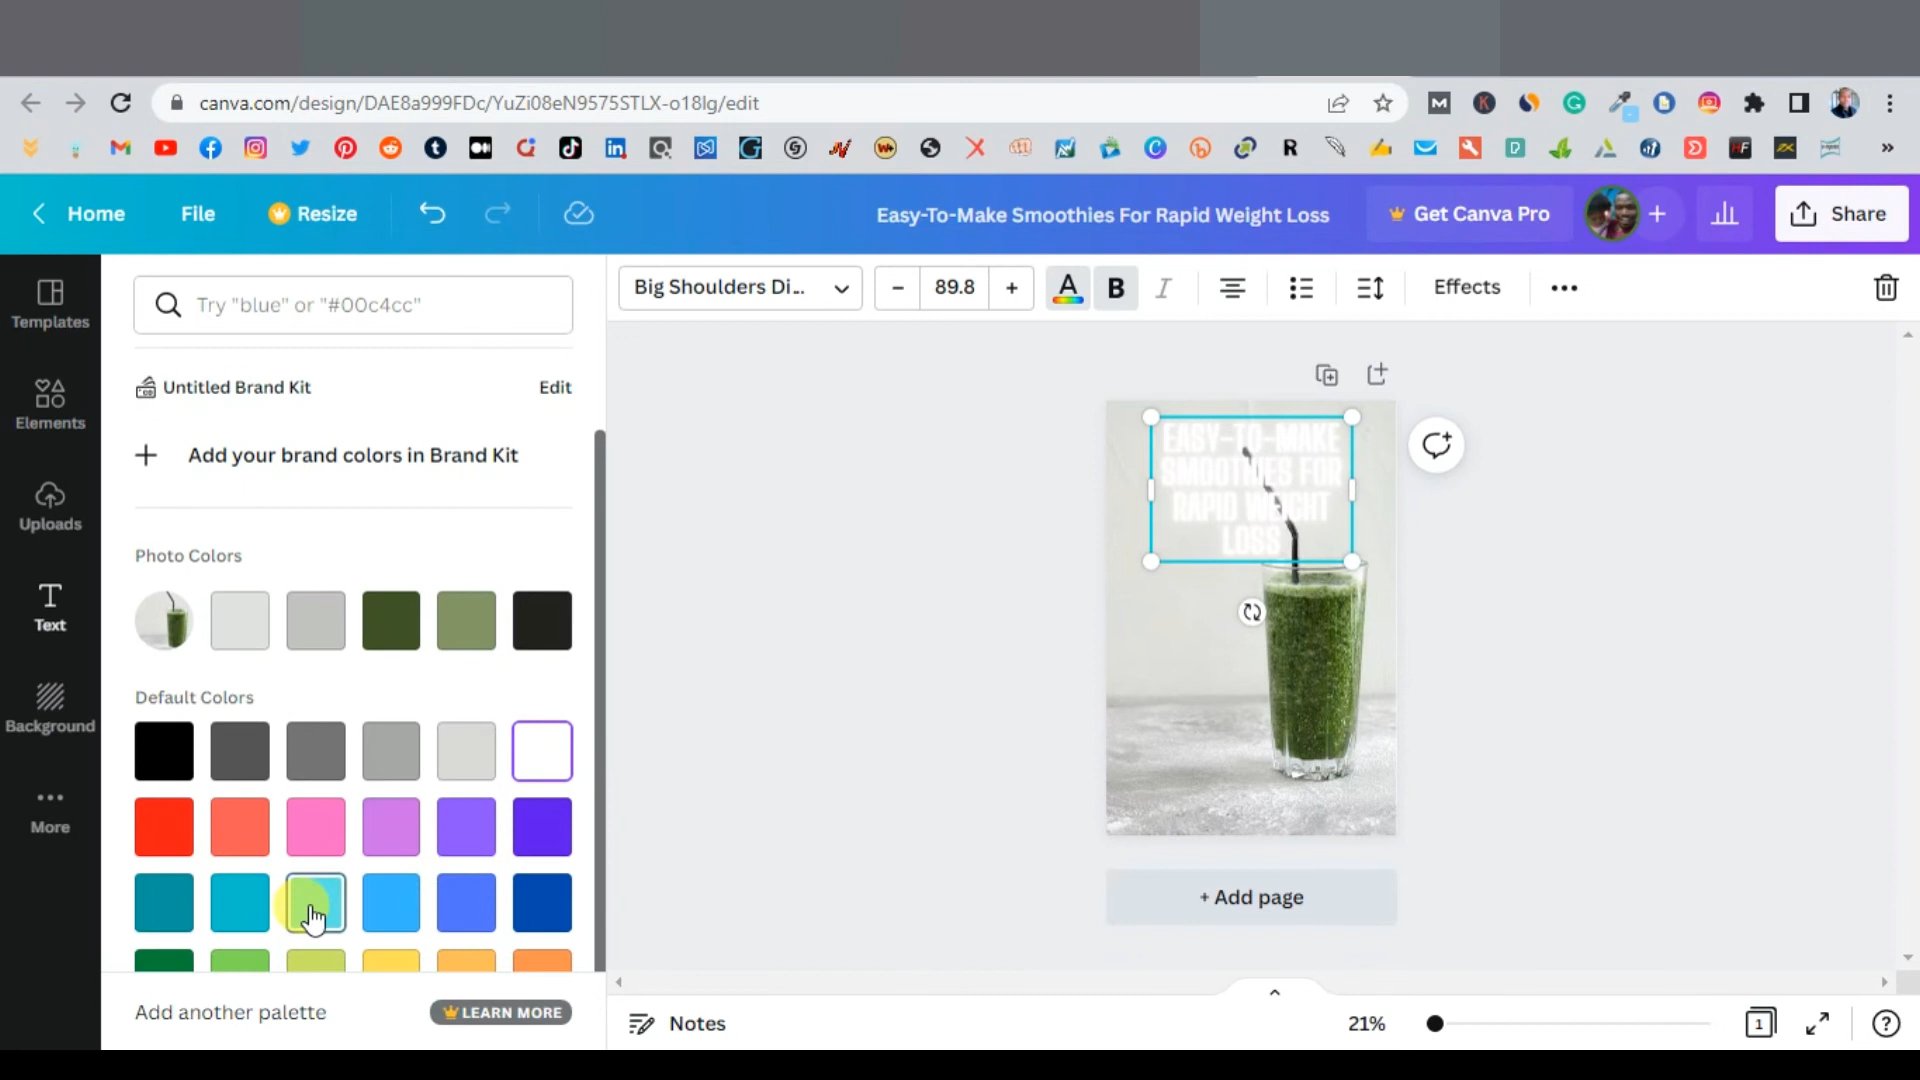 canva.com/design/DAE8a999FDc/YuZi08eN9575STLX-o18lg/edit
Home
File
Resize
Easy-To-Make Smoothies For Rapid Weight Loss
Get Canva Pro
Share
Templates
Elements
Uploads
Text
Background
More
Try "blue" or "#00c4cc"
Untitled Brand Kit
Edit
Add your brand colors in Brand Kit
Photo Colors
Default Colors
Add another palette
LEARN MORE
Big Shoulders Di...
89.8
A
B
I
Effects
EASY-TO-MAKE
SMOOTHIES FOR
RAPID WEIGHT
LOSS
+ Add page
Notes
21%
1